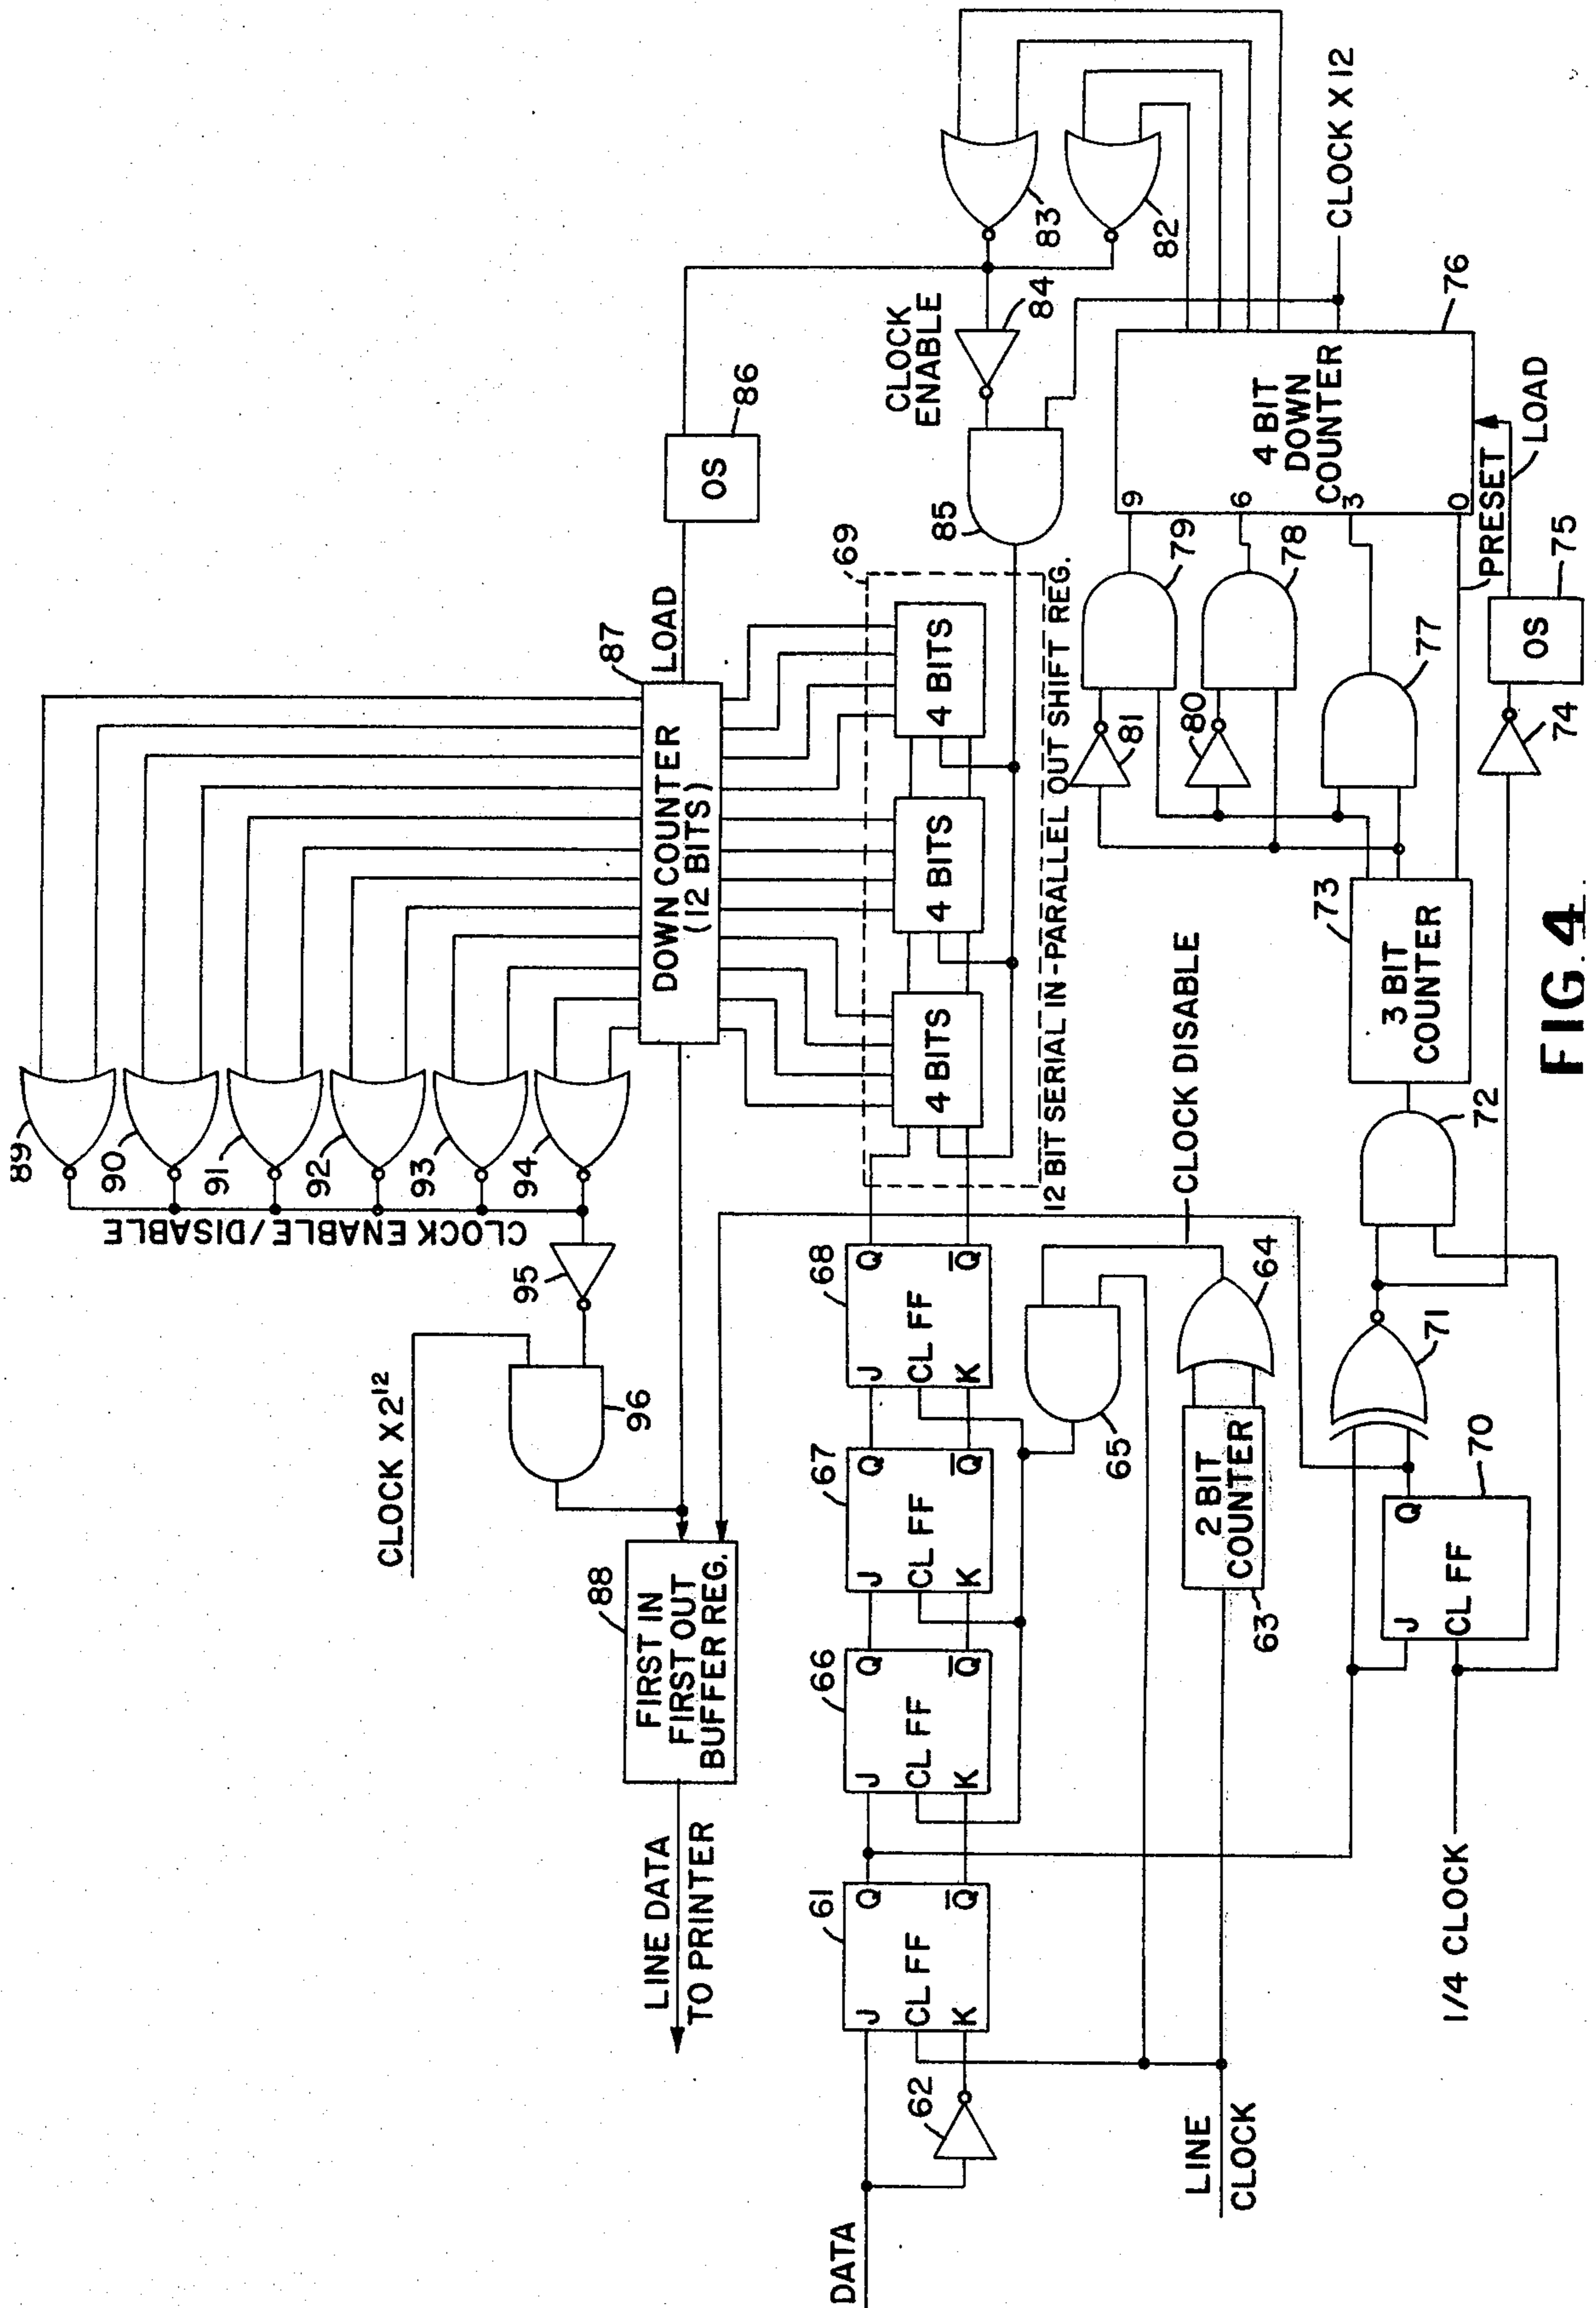 89
90
91
92
93
94
CLOCK ENABLE/DISABLE
95
CLOCK X 2¹²
96
87
DOWN COUNTER
(12 BITS)
LOAD
OS
86
88
FIRST IN
FIRST OUT
BUFFER REG.
LINE DATA
TO PRINTER
DATA
62
61
J
CL FF
K
Q
Q̅
66
J
CL FF
K
Q
Q̅
67
J
CL FF
K
Q
Q̅
68
J
CL FF
K
Q
Q̅
69
4 BITS
4 BITS
4 BITS
12 BIT SERIAL IN-PARALLEL OUT SHIFT REG.
85
CLOCK
ENABLE
84
83
82
CLOCK X 12
LINE
CLOCK
63
2 BIT
COUNTER
64
65
CLOCK DISABLE
1/4 CLOCK
J
CL FF
Q
70
71
72
73
3 BIT
COUNTER
81
80
79
78
77
9
6
3
0
4 BIT
DOWN
COUNTER
76
PRESET
LOAD
74
OS
75
FIG. 4